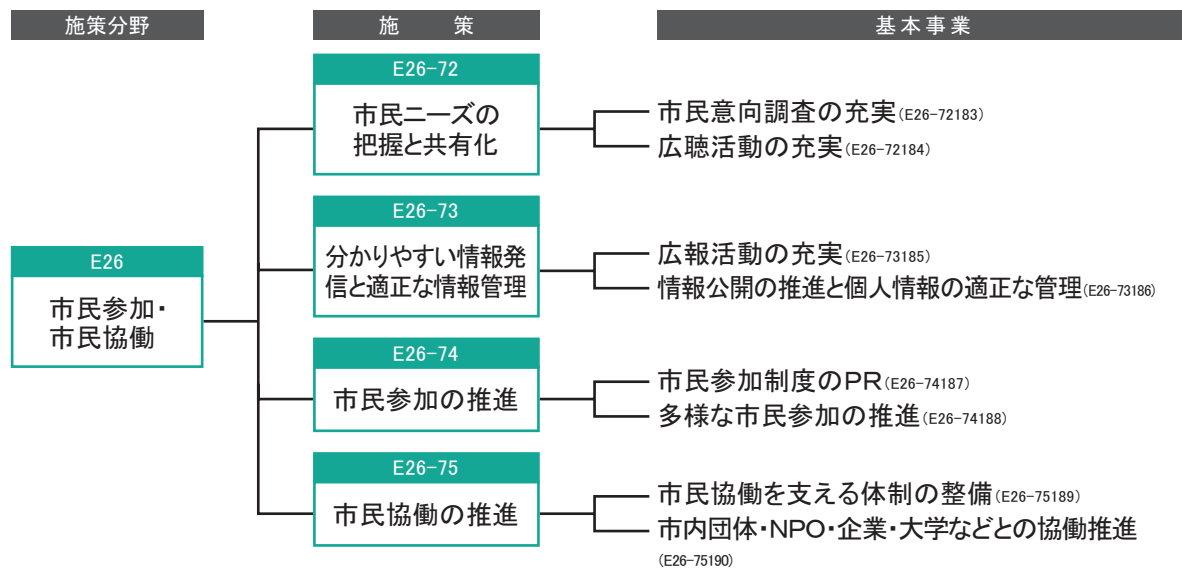 施策分野
施　策
基本事業
E26
市民参加・
市民協働
E26-72
市民ニーズの
把握と共有化
市民意向調査の充実(E26-72183)
広聴活動の充実(E26-72184)
E26-73
分かりやすい情報発
信と適正な情報管理
広報活動の充実(E26-73185)
情報公開の推進と個人情報の適正な管理(E26-73186)
E26-74
市民参加の推進
市民参加制度のPR(E26-74187)
多様な市民参加の推進(E26-74188)
E26-75
市民協働の推進
市民協働を支える体制の整備(E26-75189)
市内団体・NPO・企業・大学などとの協働推進
(E26-75190)